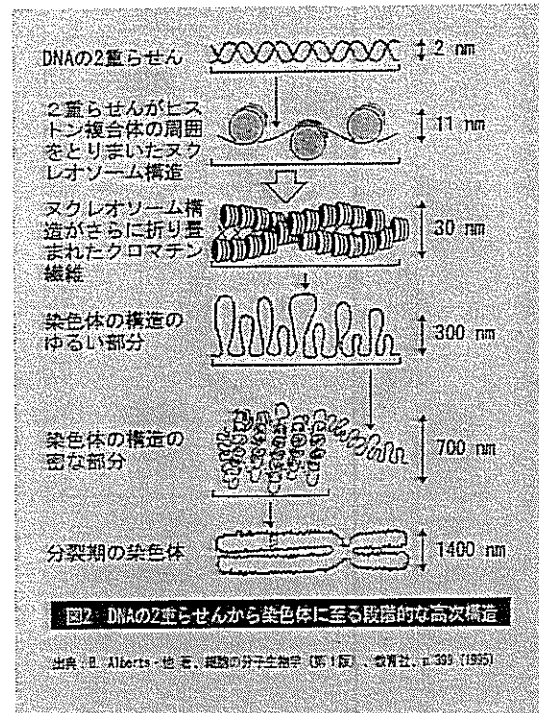 DNAの2重らせん
2 nm
2重らせんがヒス
トン複合体の周囲
をとりまいたヌク
レオソーム構造
11 nm
ヌクレオソーム構
造がさらに折り畳
まれたクロマチン
繊維
30 nm
染色体の構造の
ゆるい部分
300 nm
染色体の構造の
密な部分
700 nm
分裂期の染色体
1400 nm
図2 DNAの2重らせんから染色体に至る段階的な高次構造
出典:B. Alberts・他 著、細胞の分子生物学 、教育社、p.399 (1995)